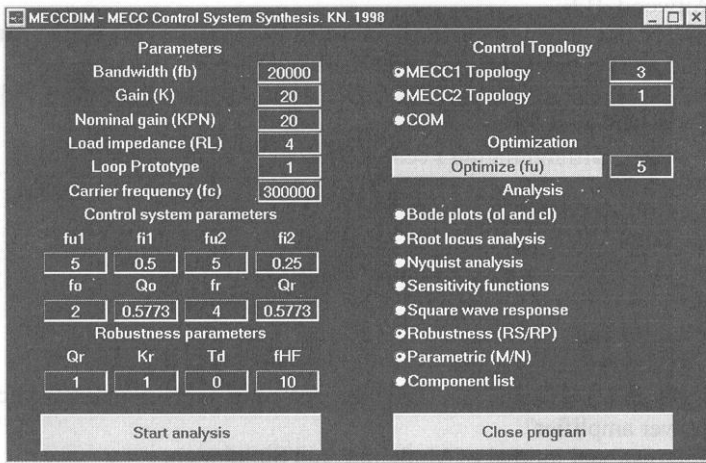 MECCDIM - MECC Control System Synthesis. KN. 1998
Parameters
Bandwidth (fb) 20000
Gain (K) 20
Nominal gain (KPN) 20
Load impedance (RL) 4
Loop Prototype 1
Carrier frequency (fc) 300000
Control system parameters
fu1 fi1 fu2 fi2
5 0.5 5 0.25
fo Qo fr Qr
2 0.5773 4 0.5773
Robustness parameters
Qr Kr Td fHF
1 1 0 10
Start analysis
Control Topology
MECC1 Topology 3
MECC2 Topology 1
COM
Optimization
Optimize (fu) 5
Analysis
Bode plots (ol and cl)
Root locus analysis
Nyquist analysis
Sensitivity functions
Square wave response
Robustness (RS/RP)
Parametric (M/N)
Component list
Close program